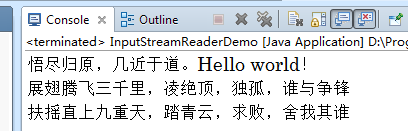 Console Outline
<terminated> InputStreamReaderDemo [Java Application] D:\Prog
悟尽归原，几近于道。Hello world!
展翅腾飞三千里，凌绝顶，独孤，谁与争锋
扶摇直上九重天，踏青云，求败，舍我其谁